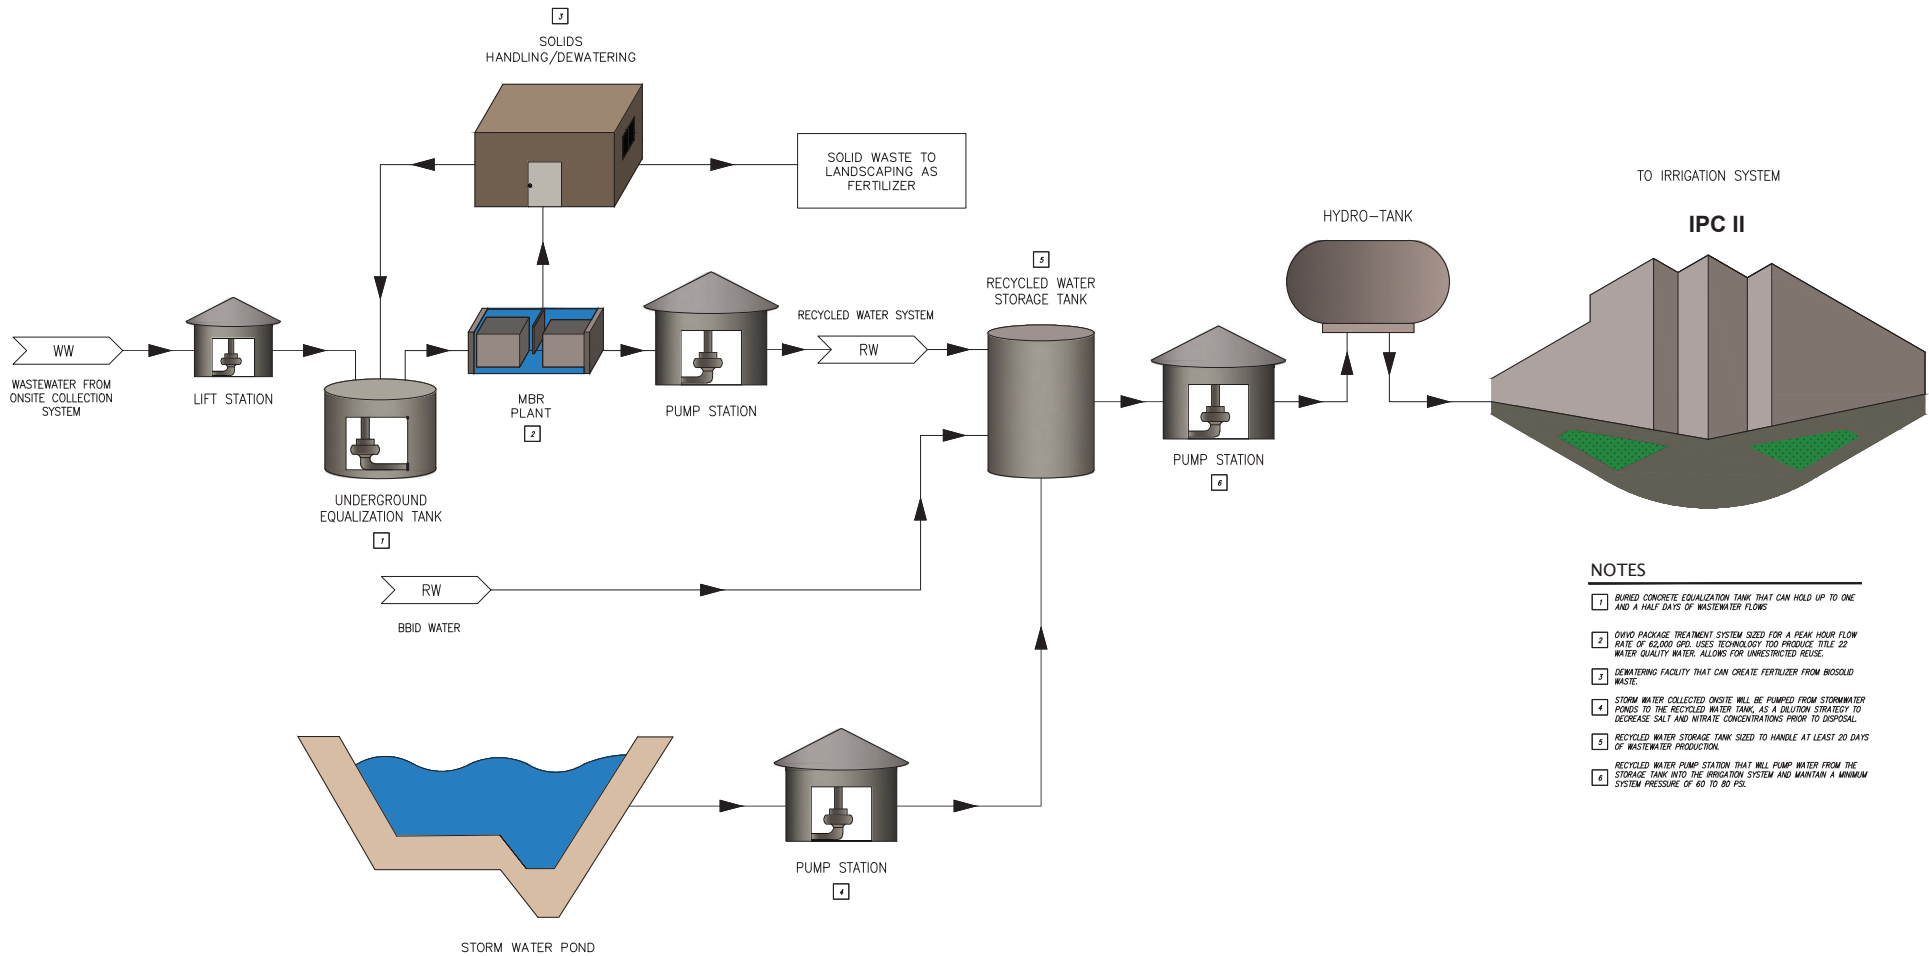 3
SOLIDS
HANDLING/DEWATERING
SOLID WASTE TO
LANDSCAPING AS
FERTILIZER
TO IRRIGATION SYSTEM
IPC II
HYDRO-TANK
5
RECYCLED WATER
STORAGE TANK
RECYCLED WATER SYSTEM
WW
RW
WASTEWATER FROM
ONSITE COLLECTION
SYSTEM
LIFT STATION
MBR
PLANT
2
PUMP STATION
PUMP STATION
6
UNDERGROUND
EQUALIZATION TANK
1
RW
BBID WATER
PUMP STATION
4
STORM WATER POND
NOTES
1 BURIED CONCRETE EQUALIZATION TANK THAT CAN HOLD UP TO ONE
AND A HALF DAYS OF WASTEWATER FLOWS
2 OVIVO PACKAGE TREATMENT SYSTEM SIZED FOR A PEAK HOUR FLOW
RATE OF 62,000 GPD. USES TECHNOLOGY TOO PRODUCE TITLE 22
WATER QUALITY WATER. ALLOWS FOR UNRESTRICTED REUSE.
3 DEWATERING FACILITY THAT CAN CREATE FERTILIZER FROM BIOSOLID
WASTE.
4 STORM WATER COLLECTED ONSITE WILL BE PUMPED FROM STORMWATER
PONDS TO THE RECYCLED WATER TANK, AS A DILUTION STRATEGY TO
DECREASE SALT AND NITRATE CONCENTRATIONS PRIOR TO DISPOSAL.
5 RECYCLED WATER STORAGE TANK SIZED TO HANDLE AT LEAST 20 DAYS
OF WASTEWATER PRODUCTION.
6 RECYCLED WATER PUMP STATION THAT WILL PUMP WATER FROM THE
STORAGE TANK INTO THE IRRIGATION SYSTEM AND MAINTAIN A MINIMUM
SYSTEM PRESSURE OF 60 TO 80 PSI.